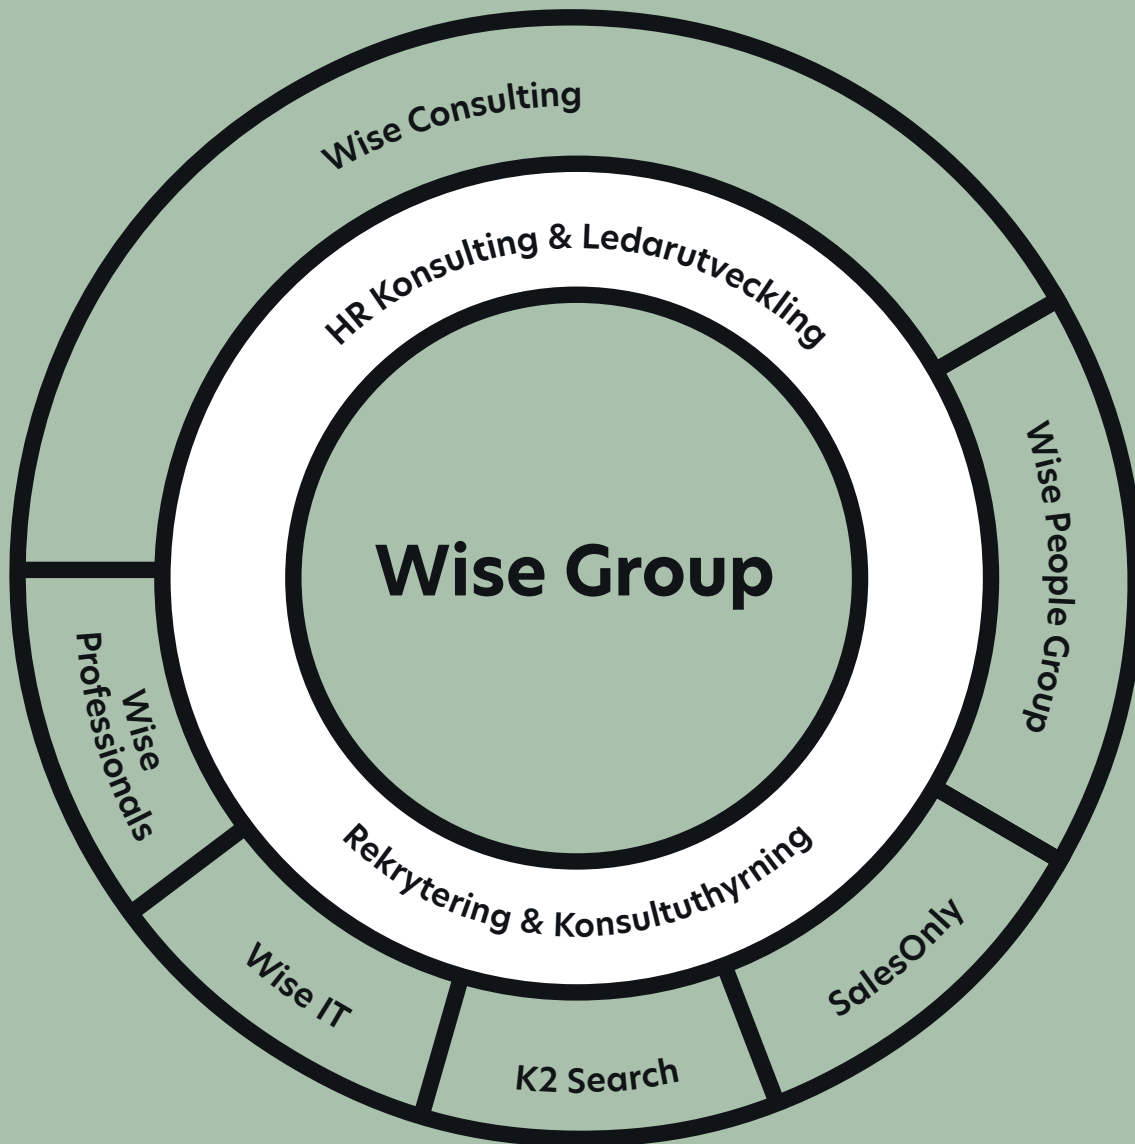 Wise Consulting
HR Konsulting & Ledarutveckling
Wise People Group
Wise Group
Wise
Professionals
Rekrytering & Konsultuthyrning
SalesOnly
Wise IT
K2 Search